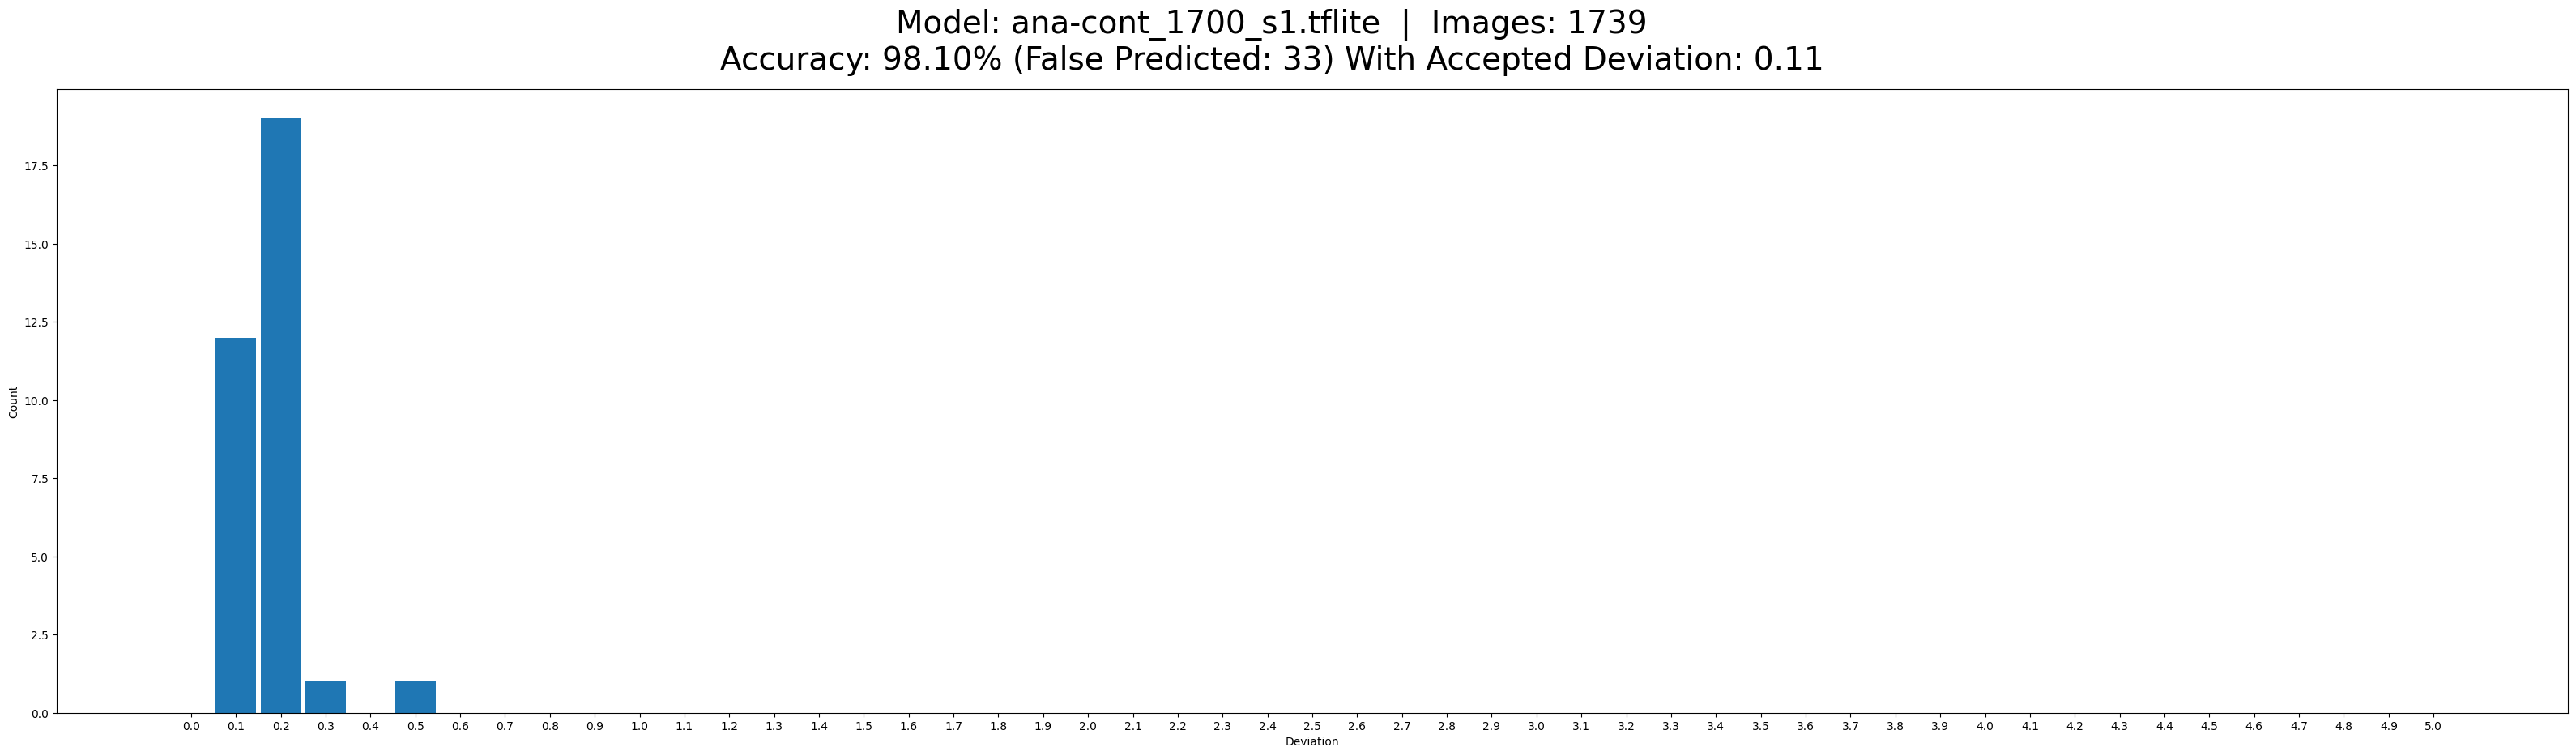 Model: ana-cont_1700_s1.tflite | Images: 1739
Accuracy: 98.10% (False Predicted: 33) With Accepted Deviation: 0.11
17.5
15.0
12.5
10.0
7.5
5.0
2.5
0.0
Count
0.0 0.1 0.2 0.3 0.4 0.5 0.6 0.7 0.8 0.9 1.0 1.1 1.2 1.3 1.4 1.5 1.6 1.7 1.8 1.9 2.0 2.1 2.2 2.3 2.4 2.5 2.6 2.7 2.8 2.9 3.0 3.1 3.2 3.3 3.4 3.5 3.6 3.7 3.8 3.9 4.0 4.1 4.2 4.3 4.4 4.5 4.6 4.7 4.8 4.9 5.0
Deviation